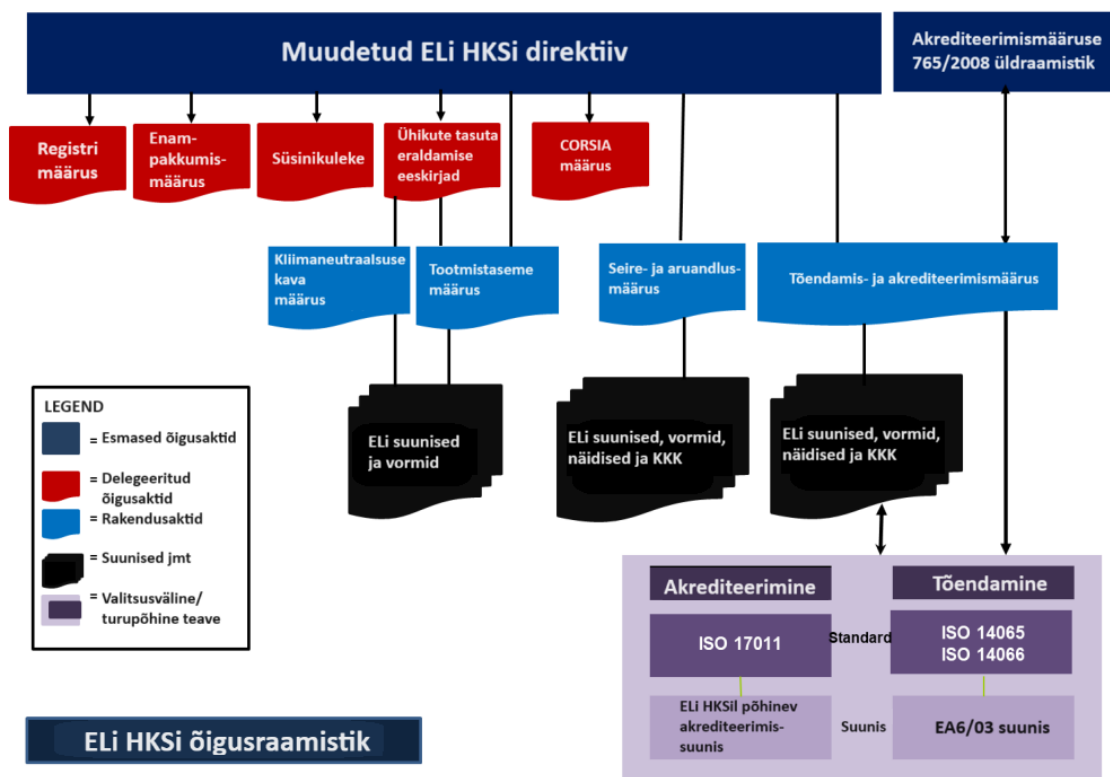 Muudetud ELi HKSi direktiiv
Akrediteerimismääruse
765/2008 üldraamistik
Registri
määrus
Enam-
pakkumis-
määrus
Süsinikuleke
Ühikute tasuta
eraldamise
eeskirjad
CORSIA
määrus
Kliimaneutraalsuse
kava
määrus
Tootmistaseme
määrus
Seire- ja aruandlus-
määrus
Tõendamis- ja akrediteerimismäärus
ELi suunised
ja vormid
ELi suunised, vormid,
näidised ja KKK
ELi suunised, vormid,
näidised ja KKK
LEGEND
= Esmased õigusaktid
= Delegeeritud
õigusaktid
= Rakendusaktid
= Suunised jmt
= Valitsusväline/
turupõhine teave
Akrediteerimine
Tõendamine
ISO 17011
Standard
ISO 14065
ISO 14066
ELi HKSil põhinev
akrediteerimis-
suunis
Suunis
EA6/03 suunis
ELi HKSi õigusraamistik